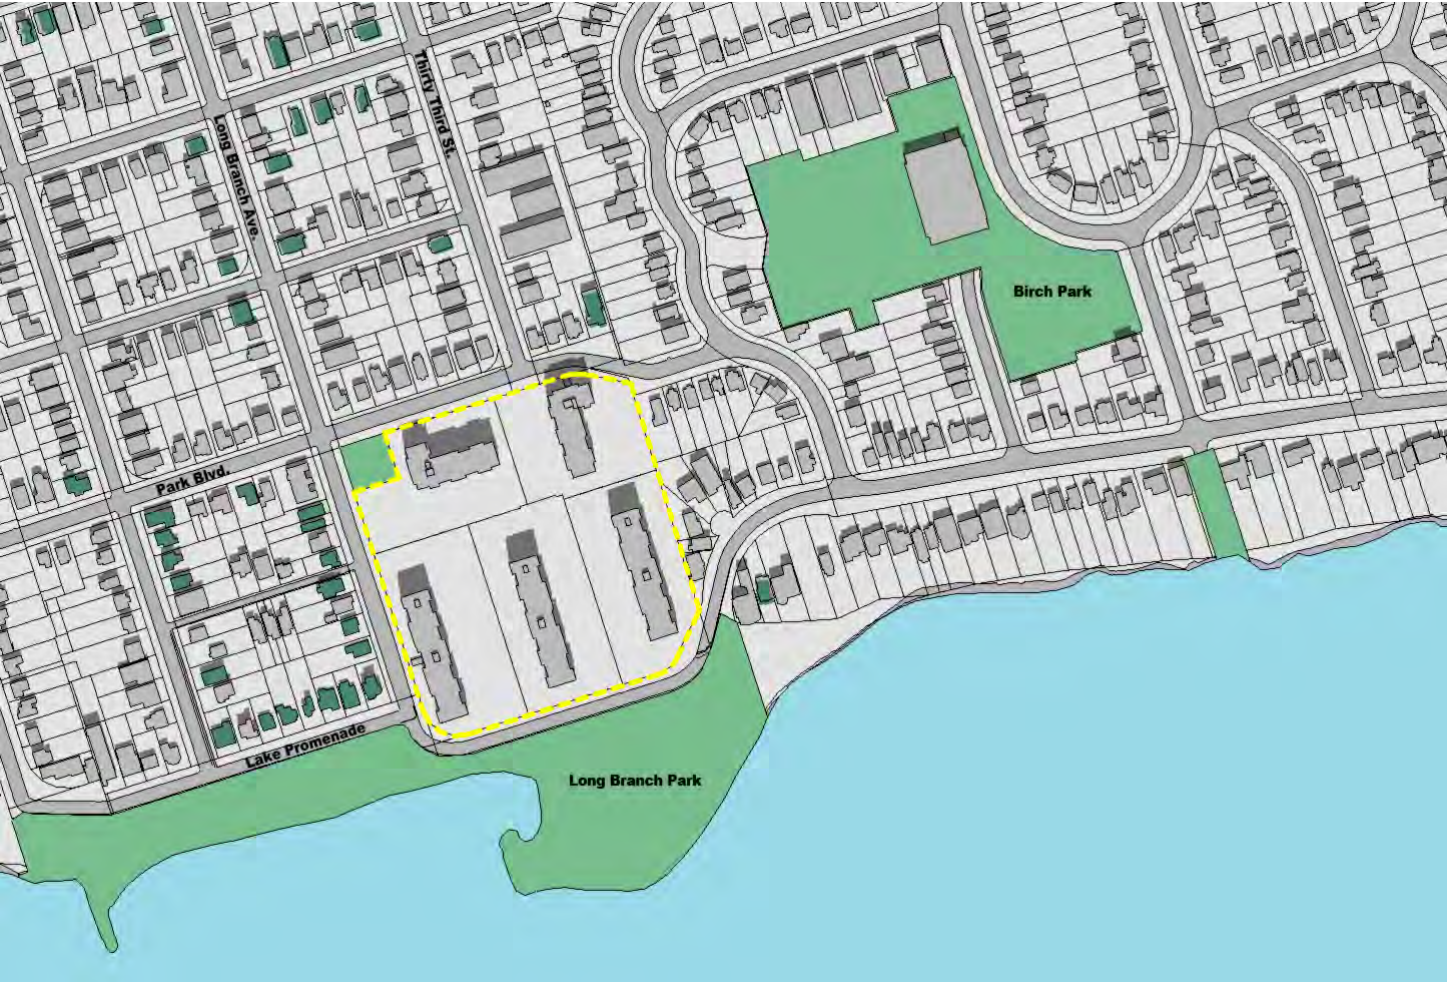 Thirty Third St.
Long Branch Ave.
Birch Park
Park Blvd.
Lake Promenade
Long Branch Park